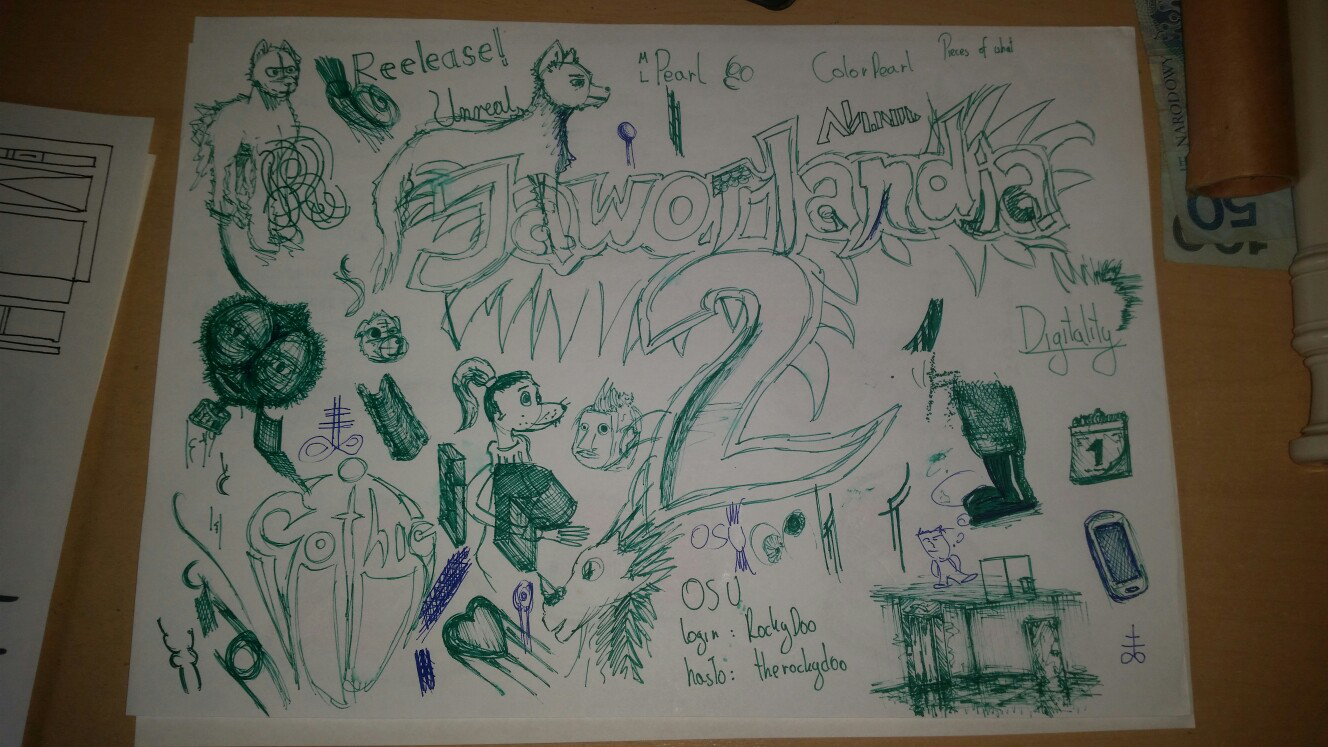 Reelease!
Unreal
ML Pearl
ColorPearl
Pieces of what
Jaworlandia
2
Digitality
1
Gothic
OSU
OSU
login : RockyDoo
hasło : therockydoo
NARODOWY
50